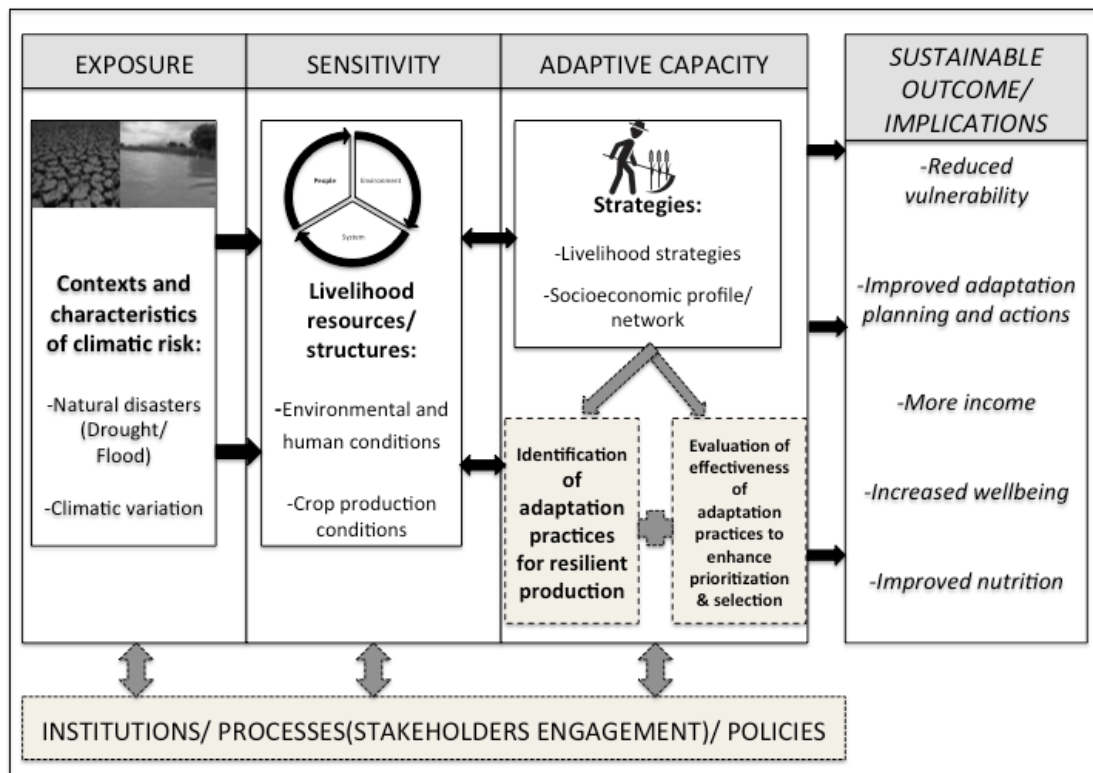 EXPOSURE
SENSITIVITY
ADAPTIVE CAPACITY
SUSTAINABLE
OUTCOME/
IMPLICATIONS
Contexts and
characteristics
of climatic risk:
-Natural disasters
(Drought/
Flood)
-Climatic variation
People
Environment
System
Livelihood
resources/
structures:
-Environmental and
human conditions
-Crop production
conditions
Strategies:
-Livelihood strategies
-Socioeconomic profile/
network
Identification
of
adaptation
practices
for resilient
production
Evaluation of
effectiveness
of
adaptation
practices to
enhance
prioritization
& selection
-Reduced
vulnerability
-Improved adaptation
planning and actions
-More income
-Increased wellbeing
-Improved nutrition
INSTITUTIONS/ PROCESSES(STAKEHOLDERS ENGAGEMENT)/ POLICIES